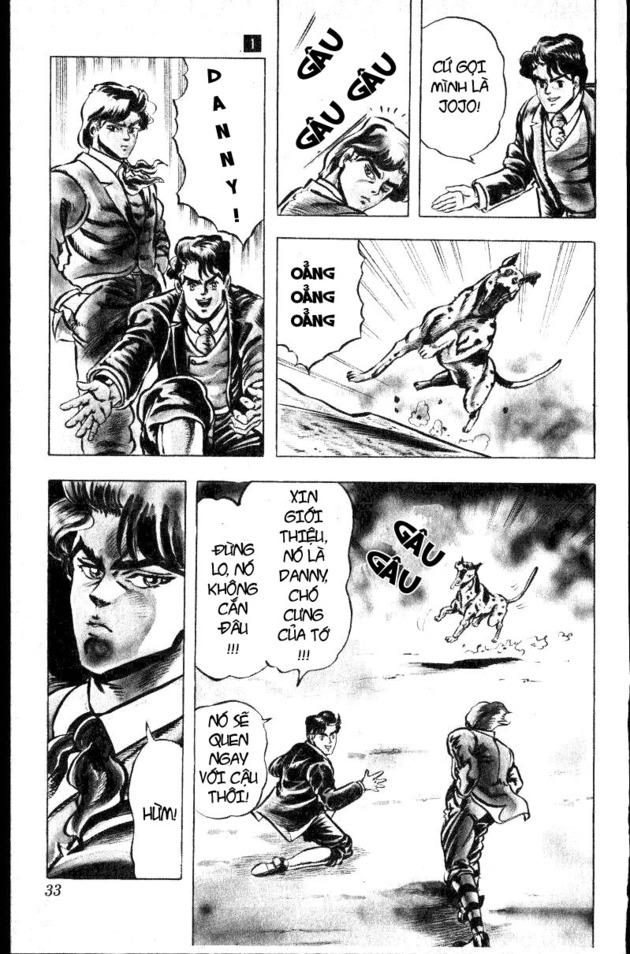 CỨ GỌI
MÌNH LÀ
JOJO!
GÂU
GÂU
GÂU
1
DANNY!
OẲNG
OẲNG
OẲNG
GÂU
GÂU
XIN
GIỚI
THIỆU,
NÓ LÀ
DANNY,
CHÓ
CƯNG
CỦA TỚ
!!!
ĐỪNG
LO, NÓ
KHÔNG
CẮN
ĐÂU
!!!
NÓ SẼ
QUEN
NGAY
VỚI CẬU
THÔI!
HỪM!
33